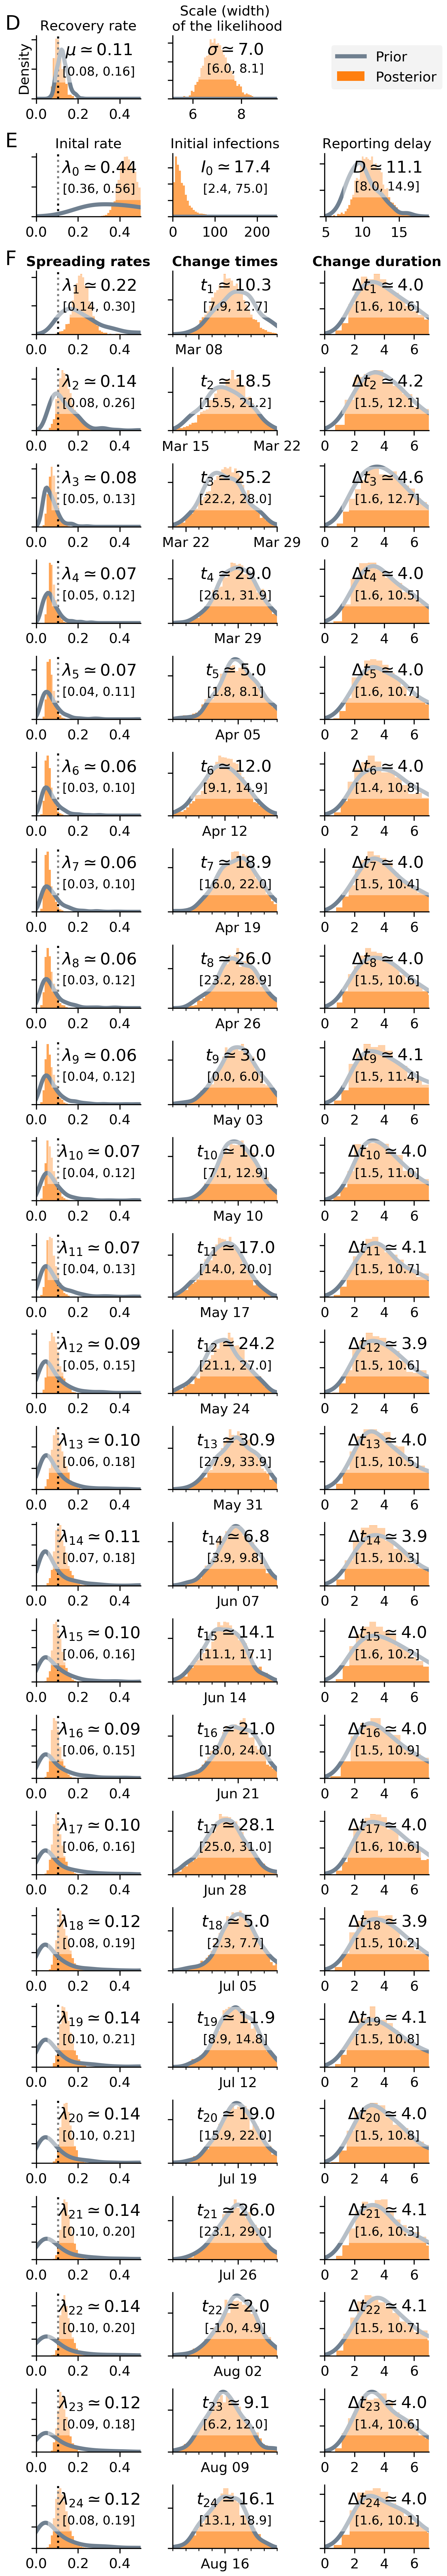 D
Recovery rate
Scale (width)
of the likelihood
Density
μ ≃ 0.11
[0.08, 0.16]
σ ≃ 7.0
[6.0, 8.1]
Prior
Posterior
0.0 0.2 0.4
6 8
E
Inital rate
Initial infections
Reporting delay
λ0 ≃ 0.44
[0.36, 0.56]
I0 ≃ 17.4
[2.4, 75.0]
D ≃ 11.1
[8.0, 14.9]
0.0 0.2 0.4
0 100 200
5 10 15
F
Spreading rates Change times Change duration
λ1 ≃ 0.22 t1 ≃ 10.3 Δt1 ≃ 4.0
[0.14, 0.30] [7.9, 12.7] [1.6, 10.6]
0.0 0.2 0.4 Mar 08 0 2 4 6
λ2 ≃ 0.14 t2 ≃ 18.5 Δt2 ≃ 4.2
[0.08, 0.26] [15.5, 21.2] [1.5, 12.1]
0.0 0.2 0.4 Mar 15 Mar 22 0 2 4 6
λ3 ≃ 0.08 t3 ≃ 25.2 Δt3 ≃ 4.6
[0.05, 0.13] [22.2, 28.0] [1.6, 12.7]
0.0 0.2 0.4 Mar 22 Mar 29 0 2 4 6
λ4 ≃ 0.07 t4 ≃ 29.0 Δt4 ≃ 4.0
[0.05, 0.12] [26.1, 31.9] [1.6, 10.5]
0.0 0.2 0.4 Mar 29 0 2 4 6
λ5 ≃ 0.07 t5 ≃ 5.0 Δt5 ≃ 4.0
[0.04, 0.11] [1.8, 8.1] [1.6, 10.7]
0.0 0.2 0.4 Apr 05 0 2 4 6
λ6 ≃ 0.06 t6 ≃ 12.0 Δt6 ≃ 4.0
[0.03, 0.10] [9.1, 14.9] [1.4, 10.8]
0.0 0.2 0.4 Apr 12 0 2 4 6
λ7 ≃ 0.06 t7 ≃ 18.9 Δt7 ≃ 4.0
[0.03, 0.10] [16.0, 22.0] [1.5, 10.4]
0.0 0.2 0.4 Apr 19 0 2 4 6
λ8 ≃ 0.06 t8 ≃ 26.0 Δt8 ≃ 4.0
[0.03, 0.12] [23.2, 28.9] [1.5, 10.6]
0.0 0.2 0.4 Apr 26 0 2 4 6
λ9 ≃ 0.06 t9 ≃ 3.0 Δt9 ≃ 4.1
[0.04, 0.12] [0.0, 6.0] [1.5, 11.4]
0.0 0.2 0.4 May 03 0 2 4 6
λ10 ≃ 0.07 t10 ≃ 10.0 Δt10 ≃ 4.0
[0.04, 0.12] [7.1, 12.9] [1.5, 11.0]
0.0 0.2 0.4 May 10 0 2 4 6
λ11 ≃ 0.07 t11 ≃ 17.0 Δt11 ≃ 4.1
[0.04, 0.13] [14.0, 20.0] [1.5, 10.7]
0.0 0.2 0.4 May 17 0 2 4 6
λ12 ≃ 0.09 t12 ≃ 24.2 Δt12 ≃ 3.9
[0.05, 0.15] [21.1, 27.0] [1.5, 10.6]
0.0 0.2 0.4 May 24 0 2 4 6
λ13 ≃ 0.10 t13 ≃ 30.9 Δt13 ≃ 4.0
[0.06, 0.18] [27.9, 33.9] [1.5, 10.5]
0.0 0.2 0.4 May 31 0 2 4 6
λ14 ≃ 0.11 t14 ≃ 6.8 Δt14 ≃ 3.9
[0.07, 0.18] [3.9, 9.8] [1.5, 10.3]
0.0 0.2 0.4 Jun 07 0 2 4 6
λ15 ≃ 0.10 t15 ≃ 14.1 Δt15 ≃ 4.0
[0.06, 0.16] [11.1, 17.1] [1.6, 10.2]
0.0 0.2 0.4 Jun 14 0 2 4 6
λ16 ≃ 0.09 t16 ≃ 21.0 Δt16 ≃ 4.0
[0.06, 0.15] [18.0, 24.0] [1.5, 10.9]
0.0 0.2 0.4 Jun 21 0 2 4 6
λ17 ≃ 0.10 t17 ≃ 28.1 Δt17 ≃ 4.0
[0.06, 0.16] [25.0, 31.0] [1.6, 10.6]
0.0 0.2 0.4 Jun 28 0 2 4 6
λ18 ≃ 0.12 t18 ≃ 5.0 Δt18 ≃ 3.9
[0.08, 0.19] [2.3, 7.7] [1.5, 10.2]
0.0 0.2 0.4 Jul 05 0 2 4 6
λ19 ≃ 0.14 t19 ≃ 11.9 Δt19 ≃ 4.1
[0.10, 0.21] [8.9, 14.8] [1.5, 10.8]
0.0 0.2 0.4 Jul 12 0 2 4 6
λ20 ≃ 0.14 t20 ≃ 19.0 Δt20 ≃ 4.0
[0.10, 0.21] [15.9, 22.0] [1.5, 10.8]
0.0 0.2 0.4 Jul 19 0 2 4 6
λ21 ≃ 0.14 t21 ≃ 26.0 Δt21 ≃ 4.1
[0.10, 0.20] [23.1, 29.0] [1.6, 10.3]
0.0 0.2 0.4 Jul 26 0 2 4 6
λ22 ≃ 0.14 t22 ≃ 2.0 Δt22 ≃ 4.1
[0.10, 0.20] [-1.0, 4.9] [1.5, 10.7]
0.0 0.2 0.4 Aug 02 0 2 4 6
λ23 ≃ 0.12 t23 ≃ 9.1 Δt23 ≃ 4.0
[0.09, 0.18] [6.2, 12.0] [1.4, 10.6]
0.0 0.2 0.4 Aug 09 0 2 4 6
λ24 ≃ 0.12 t24 ≃ 16.1 Δt24 ≃ 4.0
[0.08, 0.19] [13.1, 18.9] [1.6, 10.1]
0.0 0.2 0.4 Aug 16 0 2 4 6